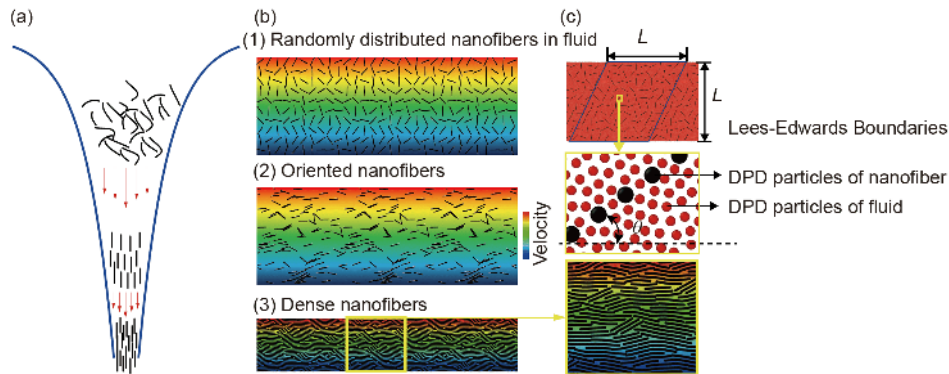 (a)
(b)
(1) Randomly distributed nanofibers in fluid
(2) Oriented nanofibers
Velocity
(3) Dense nanofibers
(c)
L
L
Lees-Edwards Boundaries
DPD particles of nanofiber
DPD particles of fluid
θ